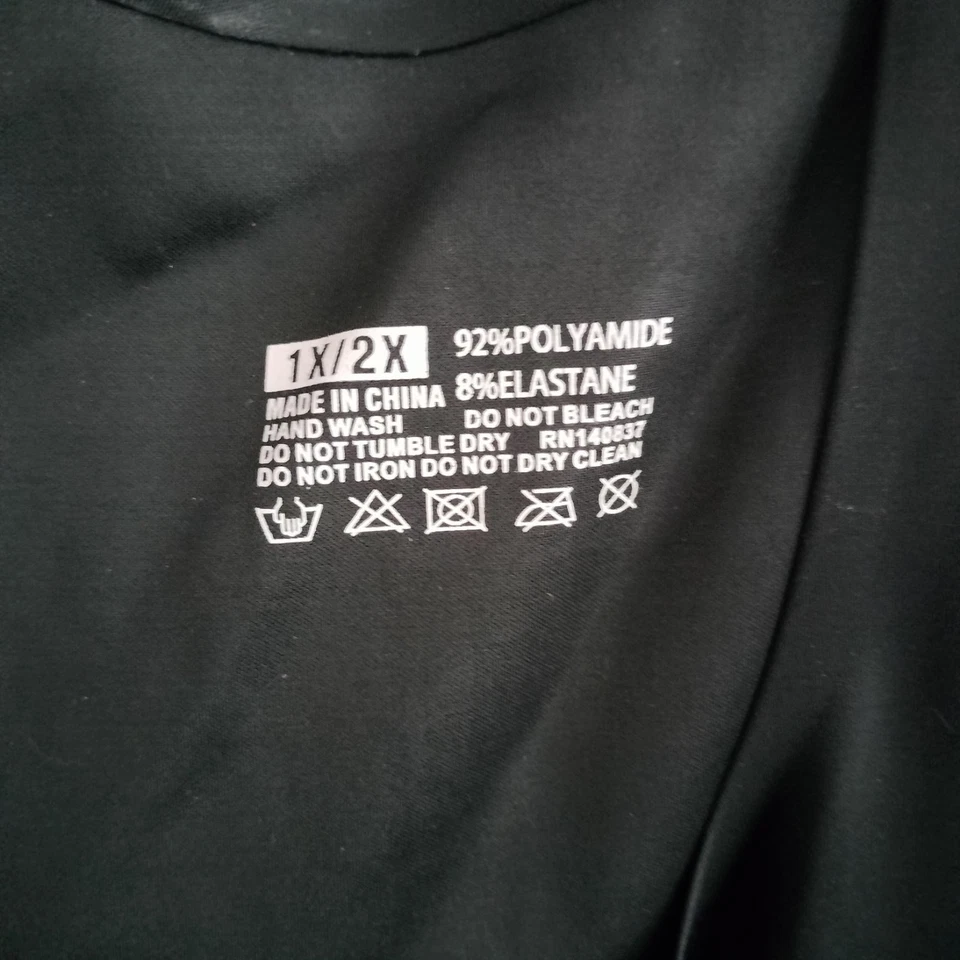 1X/2X 92%POLYAMIDE
8%ELASTANE
MADE IN CHINA
HAND WASH DO NOT BLEACH
DO NOT TUMBLE DRY RN140837
DO NOT IRON DO NOT DRY CLEAN